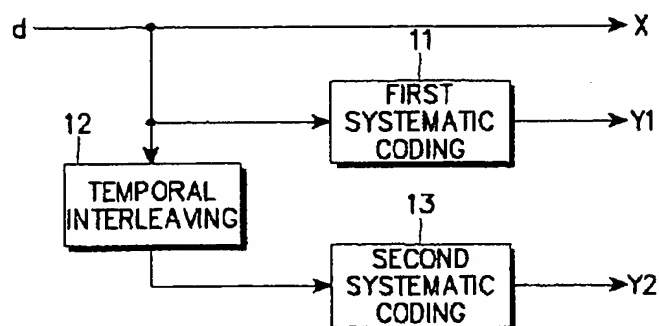 d
X
11
FIRST
SYSTEMATIC
CODING
Y1
12
TEMPORAL
INTERLEAVING
13
SECOND
SYSTEMATIC
CODING
Y2